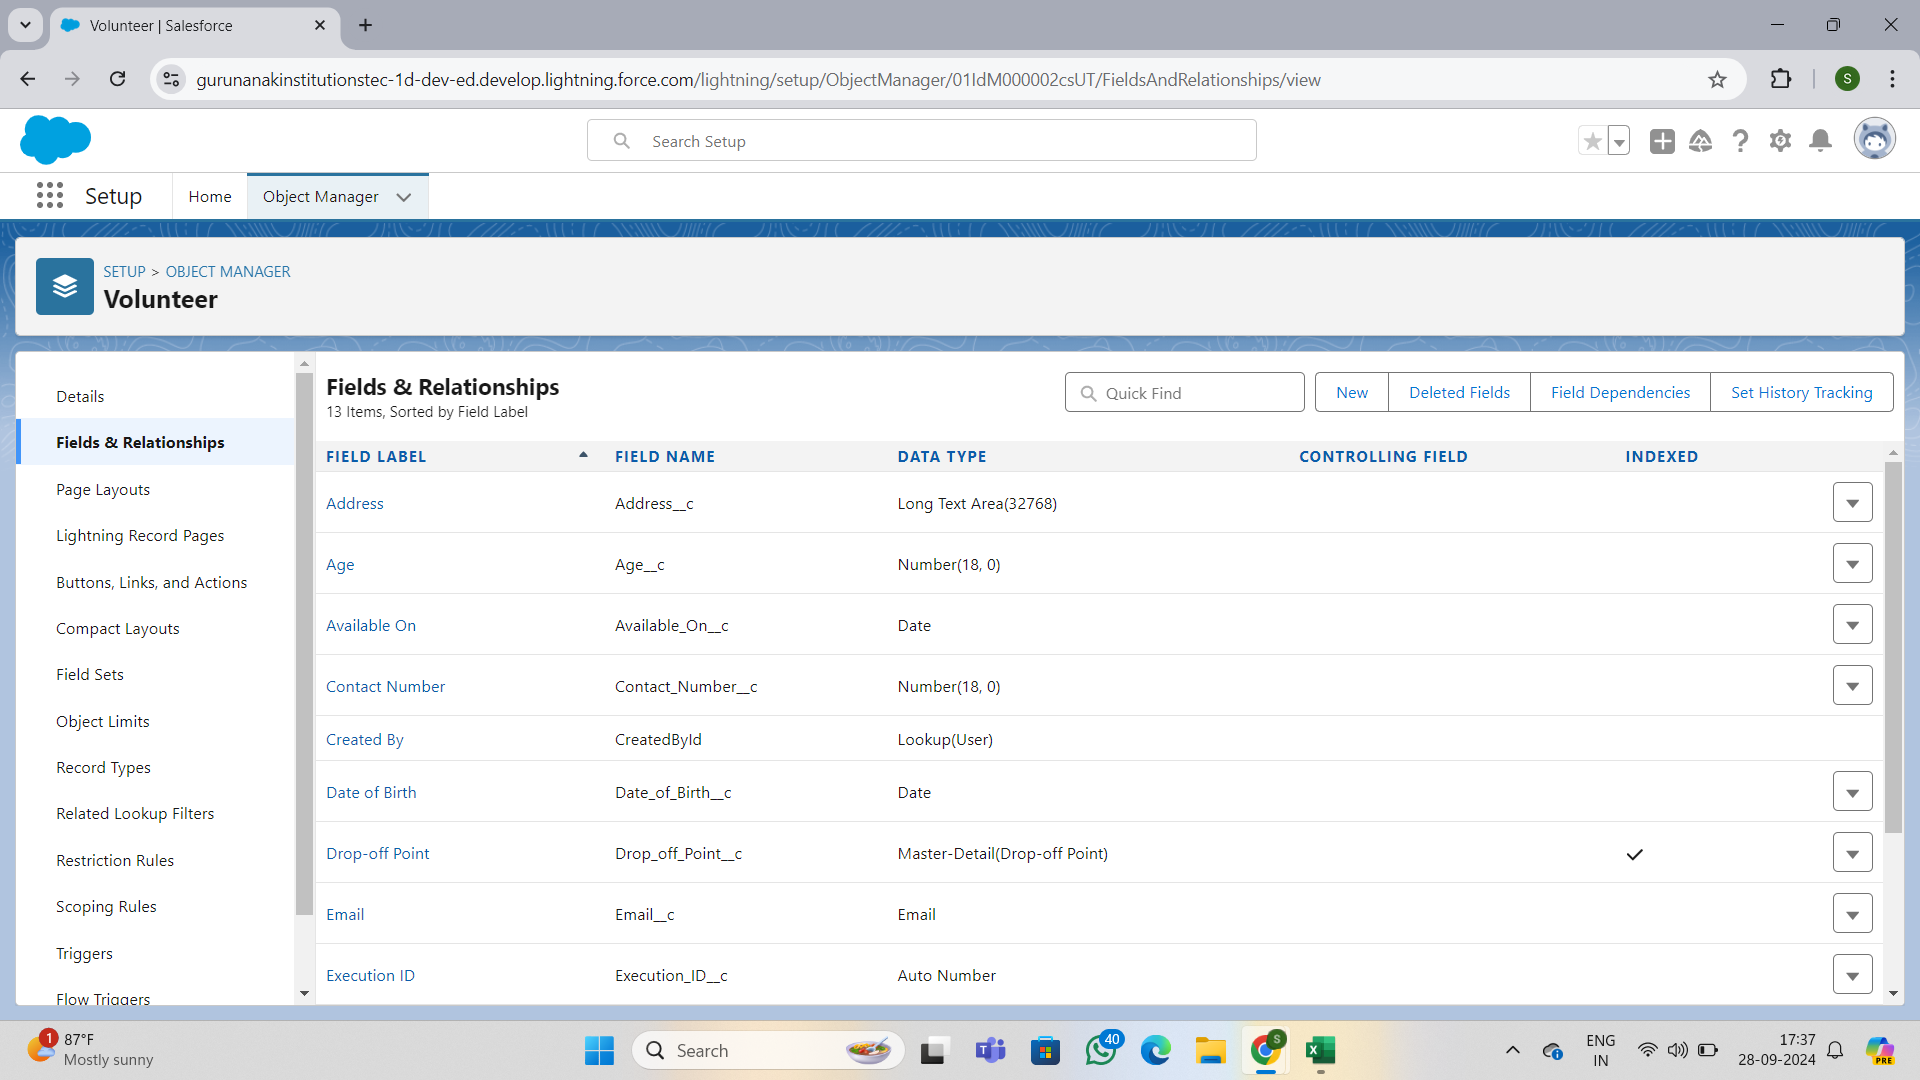 Volunteer | Salesforce
gurunanakinstitutionstec-1d-dev-ed.develop.lightning.force.com/lightning/setup/ObjectManager/01IdM000002csUT/FieldsAndRelationships/view
S
Search Setup
Setup
Home
Object Manager
SETUP > OBJECT MANAGER
Volunteer
Details
Fields & Relationships
Page Layouts
Lightning Record Pages
Buttons, Links, and Actions
Compact Layouts
Field Sets
Object Limits
Record Types
Related Lookup Filters
Restriction Rules
Scoping Rules
Triggers
Flow Triggers
Fields & Relationships
13 Items, Sorted by Field Label
Quick Find
New
Deleted Fields
Field Dependencies
Set History Tracking
FIELD LABEL FIELD NAME DATA TYPE CONTROLLING FIELD INDEXED
Address Address__c Long Text Area(32768)
Age Age__c Number(18, 0)
Available On Available_On__c Date
Contact Number Contact_Number__c Number(18, 0)
Created By CreatedById Lookup(User)
Date of Birth Date_of_Birth__c Date
Drop-off Point Drop_off_Point__c Master-Detail(Drop-off Point)
Email Email__c Email
Execution ID Execution_ID__c Auto Number
1
87°F
Mostly sunny
Search
40
S
ENG
IN
17:37
28-09-2024
PRE